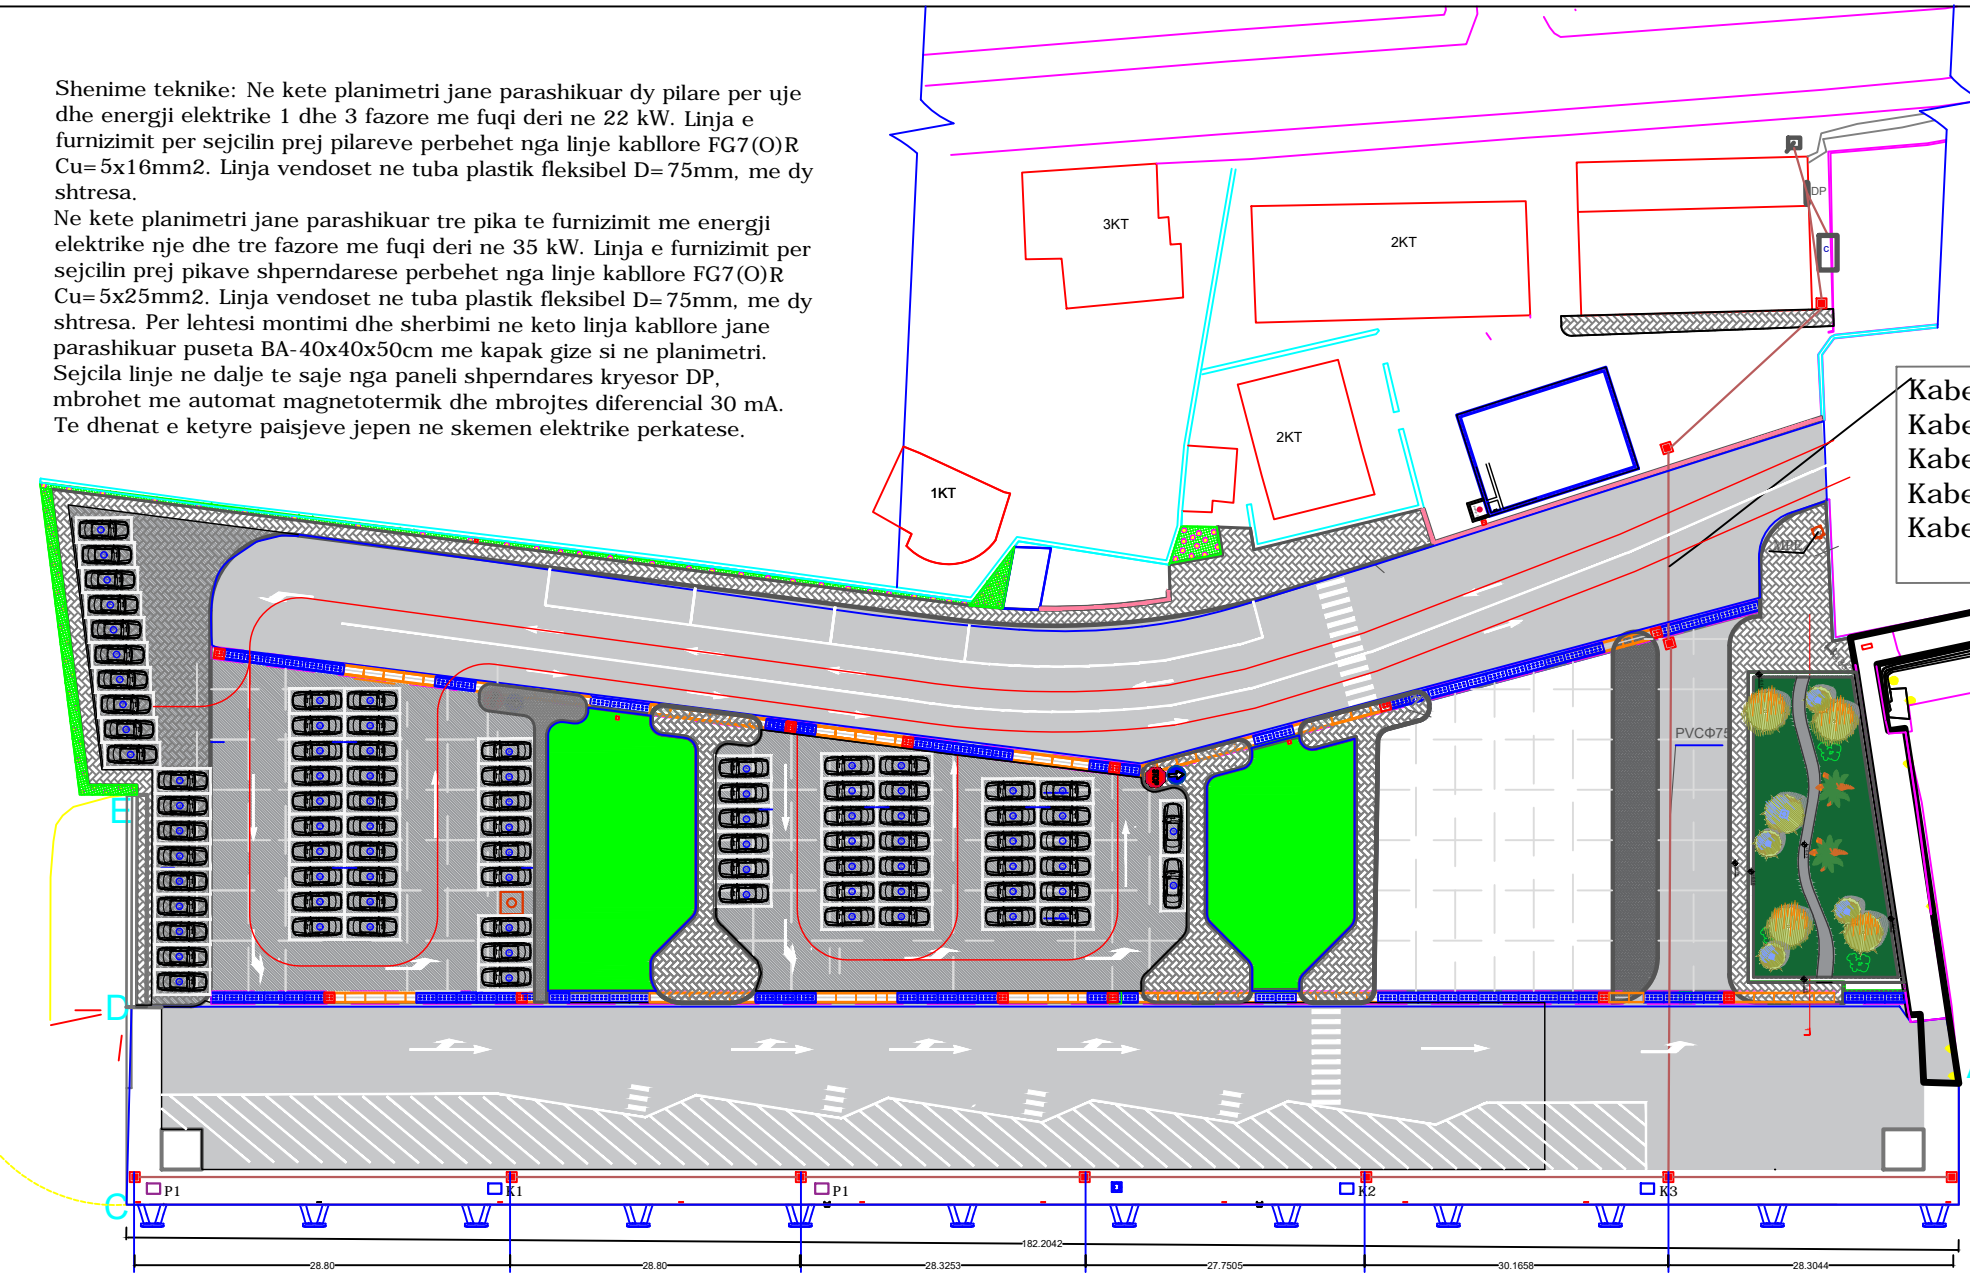 Shenime teknike: Ne kete planimetri jane parashikuar dy pilare per uje
dhe energji elektrike 1 dhe 3 fazore me fuqi deri ne 22 kW. Linja e
furnizimit per sejcilin prej pilareve perbehet nga linje kabllore FG7(O)R
Cu=5x16mm2. Linja vendoset ne tuba plastik fleksibel D=75mm, me dy
shtresa.
Ne kete planimetri jane parashikuar tre pika te furnizimit me energji
elektrike nje dhe tre fazore me fuqi deri ne 35 kW. Linja e furnizimit per
sejcilin prej pikave shperndarese perbehet nga linje kabllore FG7(O)R
Cu=5x25mm2. Linja vendoset ne tuba plastik fleksibel D=75mm, me dy
shtresa. Per lehtesi montimi dhe sherbimi ne keto linja kabllore jane
parashikuar puseta BA-40x40x50cm me kapak gize si ne planimetri.
Sejcila linje ne dalje te saje nga paneli shperndares kryesor DP,
mbrohet me automat magnetotermik dhe mbrojtes diferencial 30 mA.
Te dhenat e ketyre paisjeve jepen ne skemen elektrike perkatese.
DP
C
3KT
2KT
2KT
1KT
Kabe
Kabe
Kabe
Kabe
Kabe
PVCΦ75
E
D
C
P1
K1
P1
K2
K3
182.2042
28.80
28.80
28.3253
27.7505
30.1658
28.3044